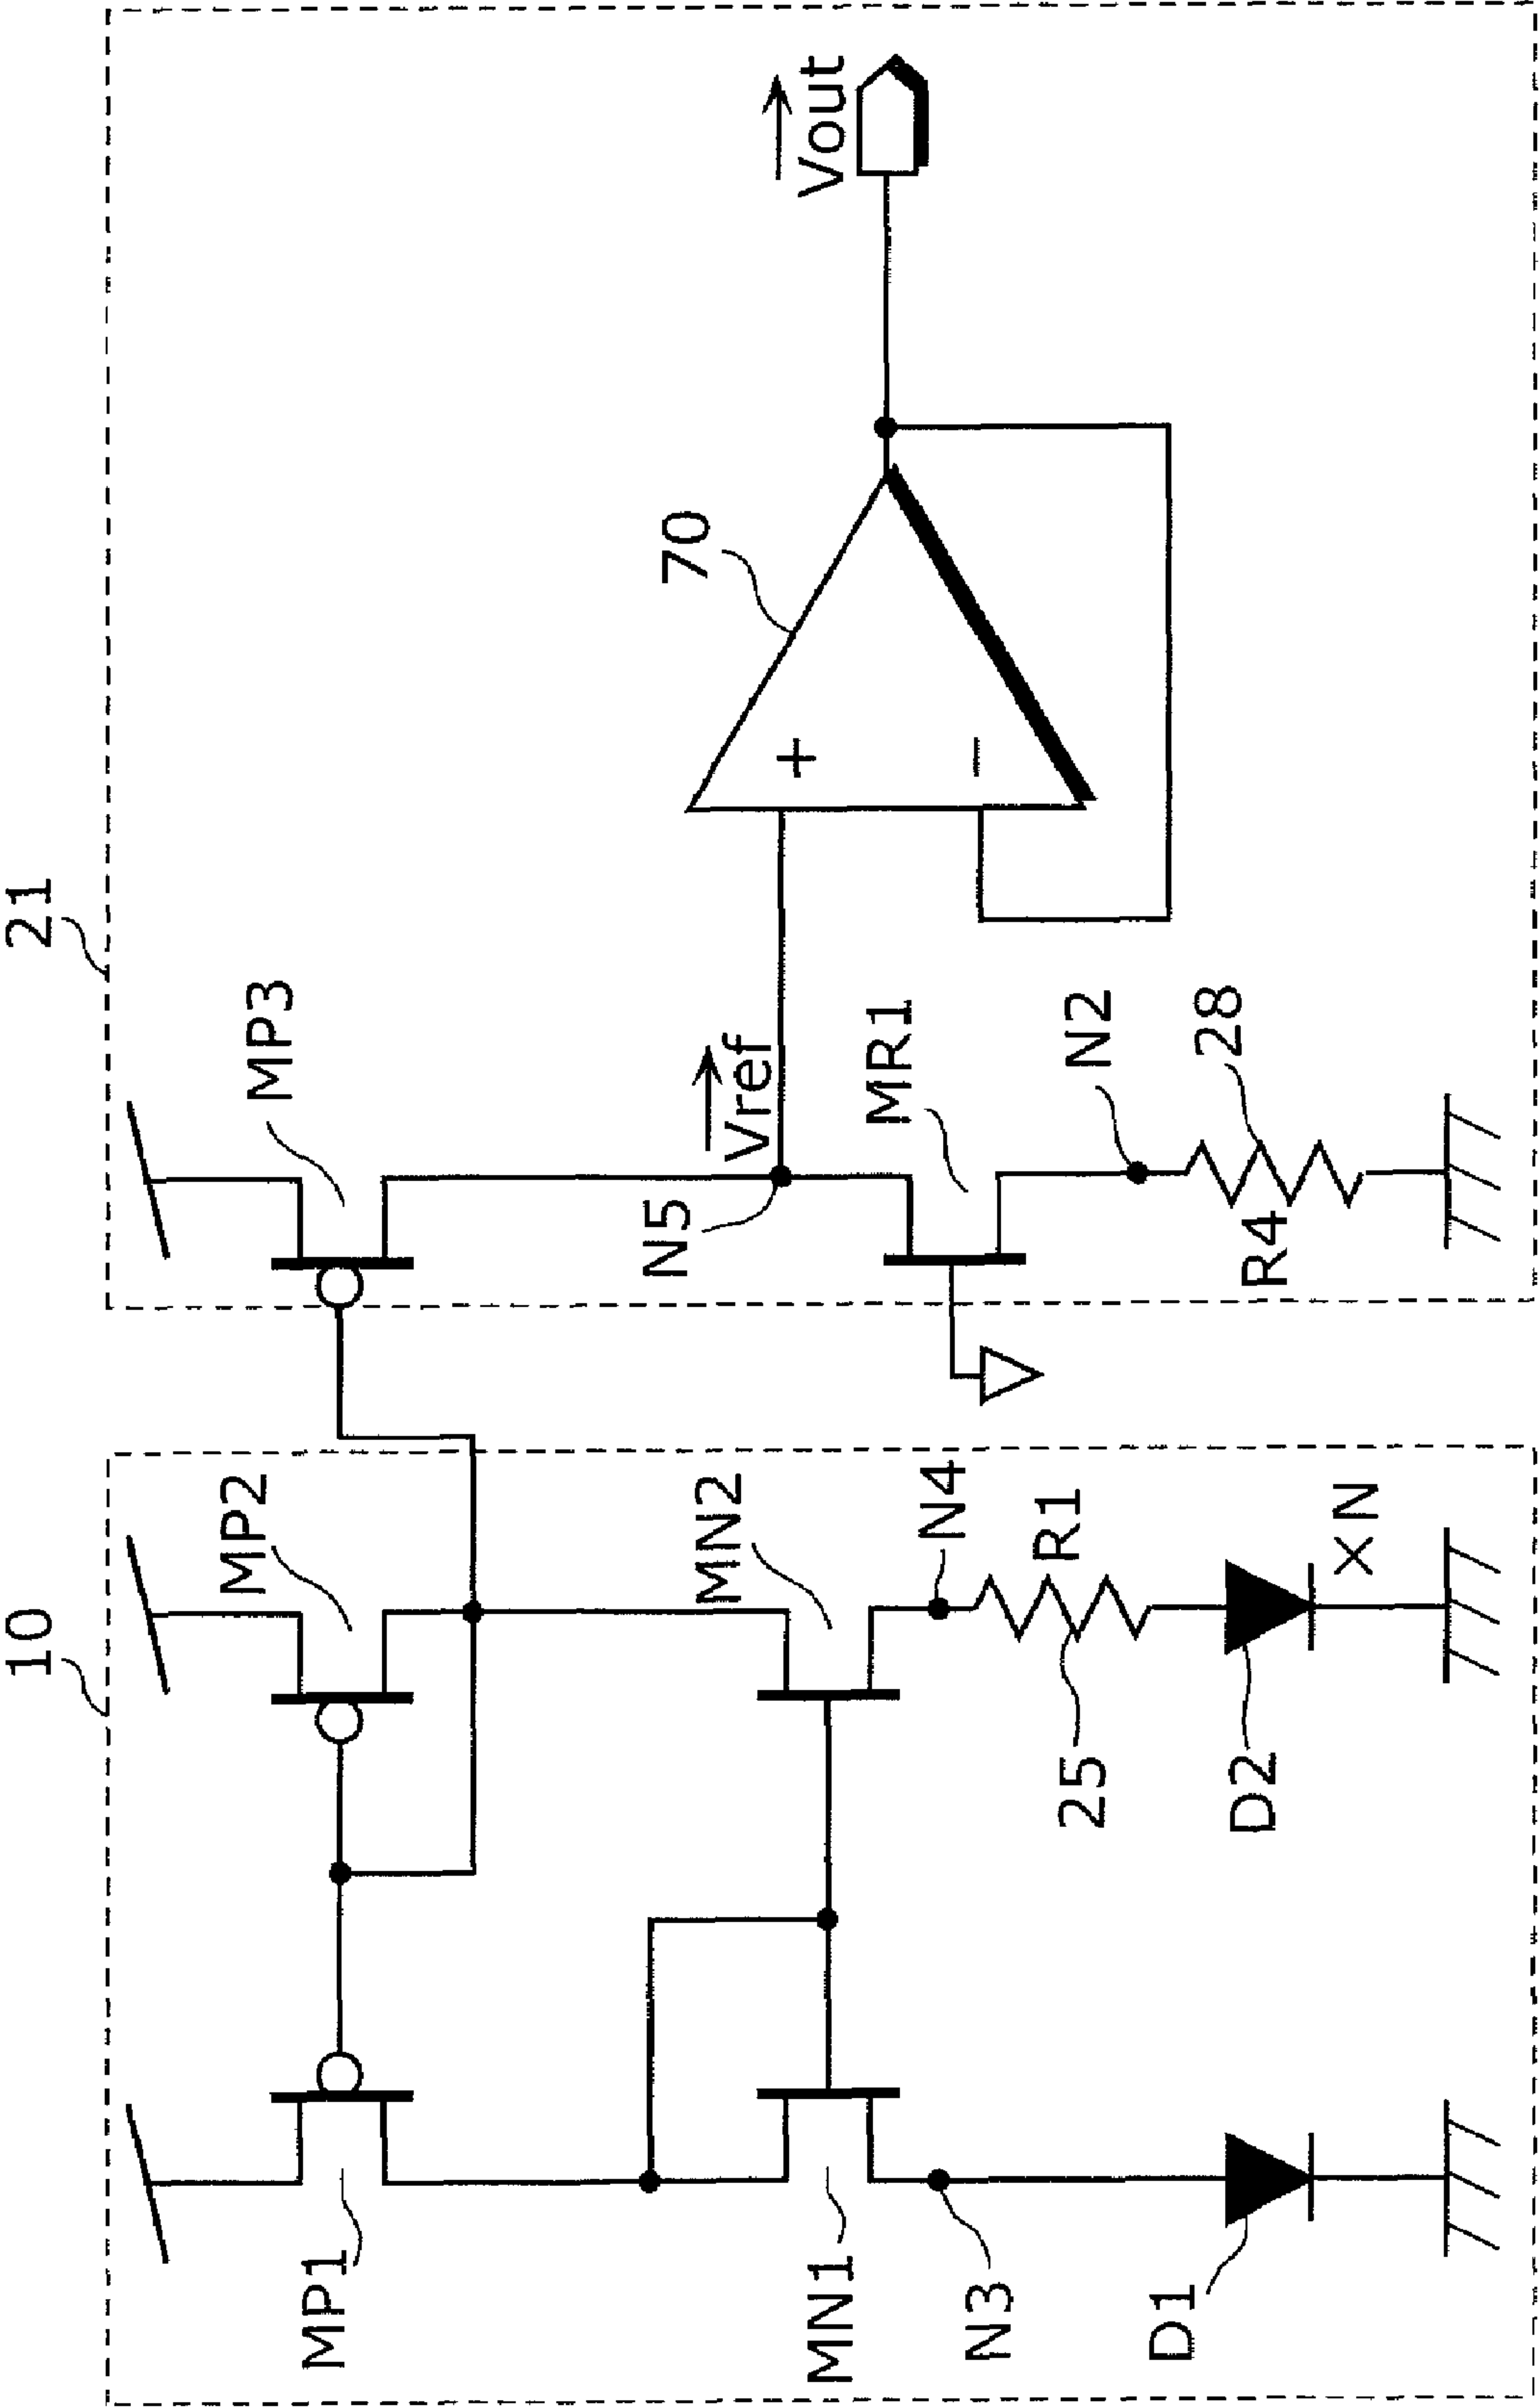 10
21
MP1
MP2
MP3
MN1
MN2
N5
Vref
70
+
−
Vout
MR1
N3
N4
N2
25
R1
R4
28
D1
D2
×N